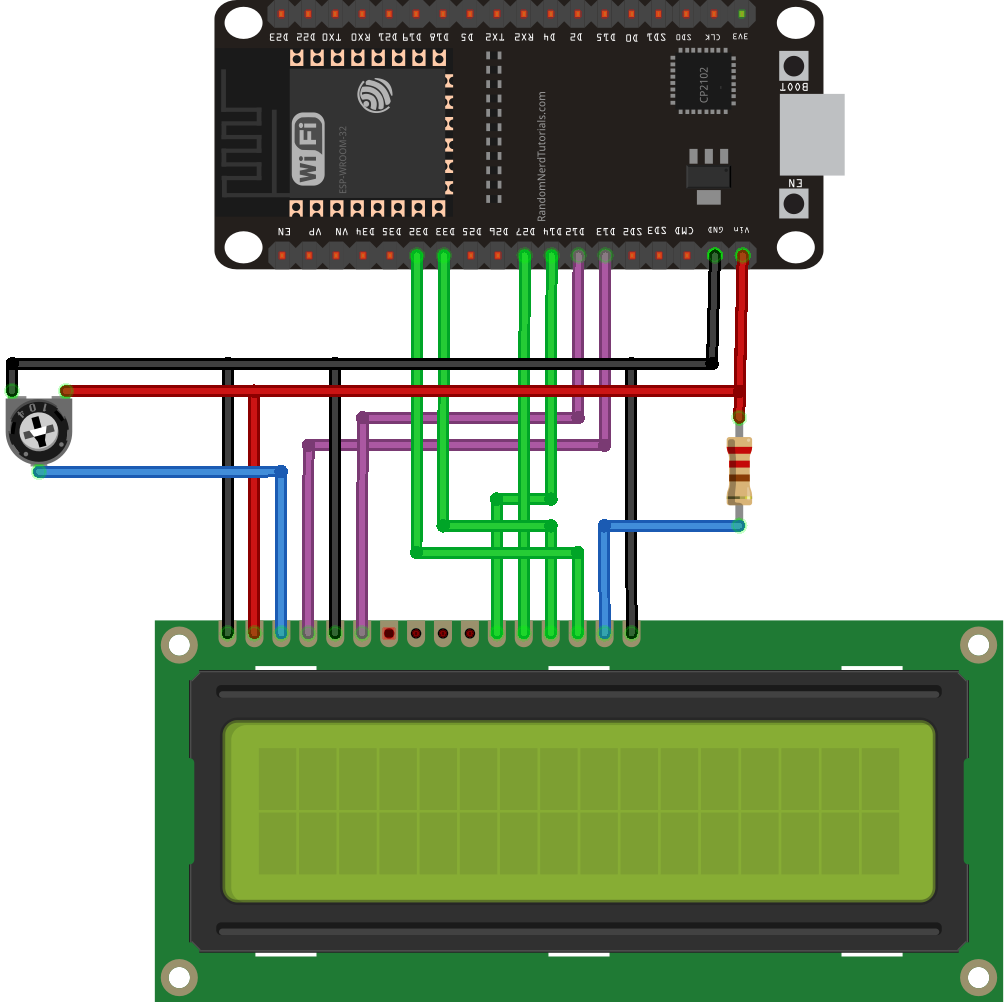 D23 D22 TX0 RX0 D21 D19 D18 D5 TX2 RX2 D4 D2 D15 D0 SD1 SD0 CLK 3V3
BOOT
CP2102
WiFi
ESP-WROOM-32
RandomNerdTutorials.com
EN
EN VP VN D34 D35 D32 D33 D25 D26 D27 D14 D12 D13 SD2 SD3 CMD GND Vin
104